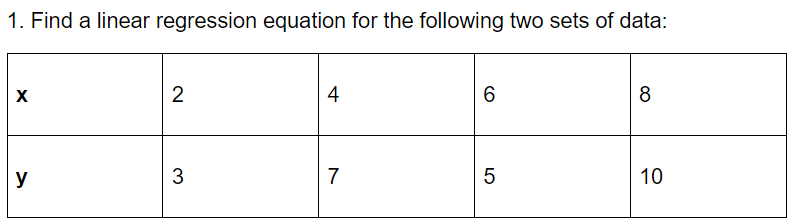 1. Find a linear regression equation for the following two sets of data:
x 2 4 6 8
y 3 7 5 10